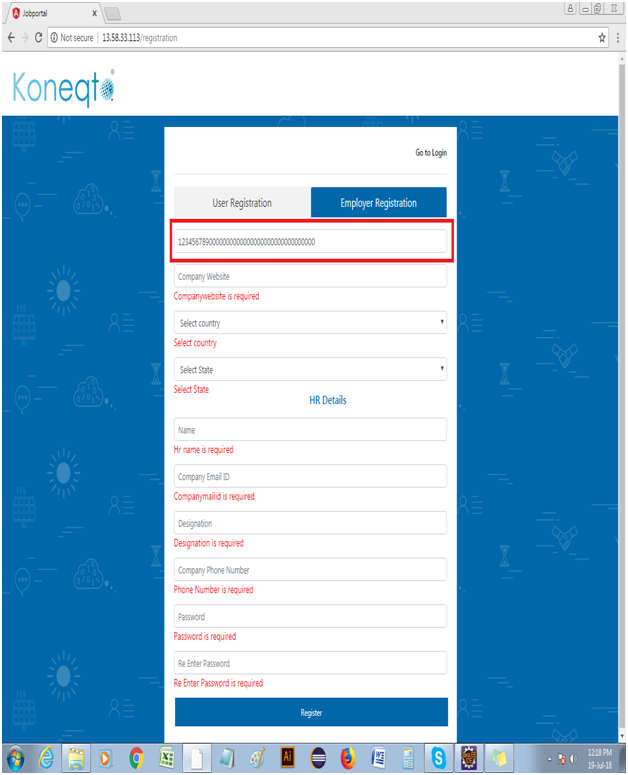 Jobportal
Not secure | 13.58.33.113/registration
Koneqto
Go to Login
User Registration
Employer Registration
Company Website
Companywebsite is required
Select country
Select country
Select State
Select State
HR Details
Name
Hr name is required
Company Email ID
Companymailid is required
Designation
Designation is required
Company Phone Number
Phone Number is required
Password
Password is required
Re Enter Password
Re Enter Password is required
Register
12:18 PM
19-Jul-18